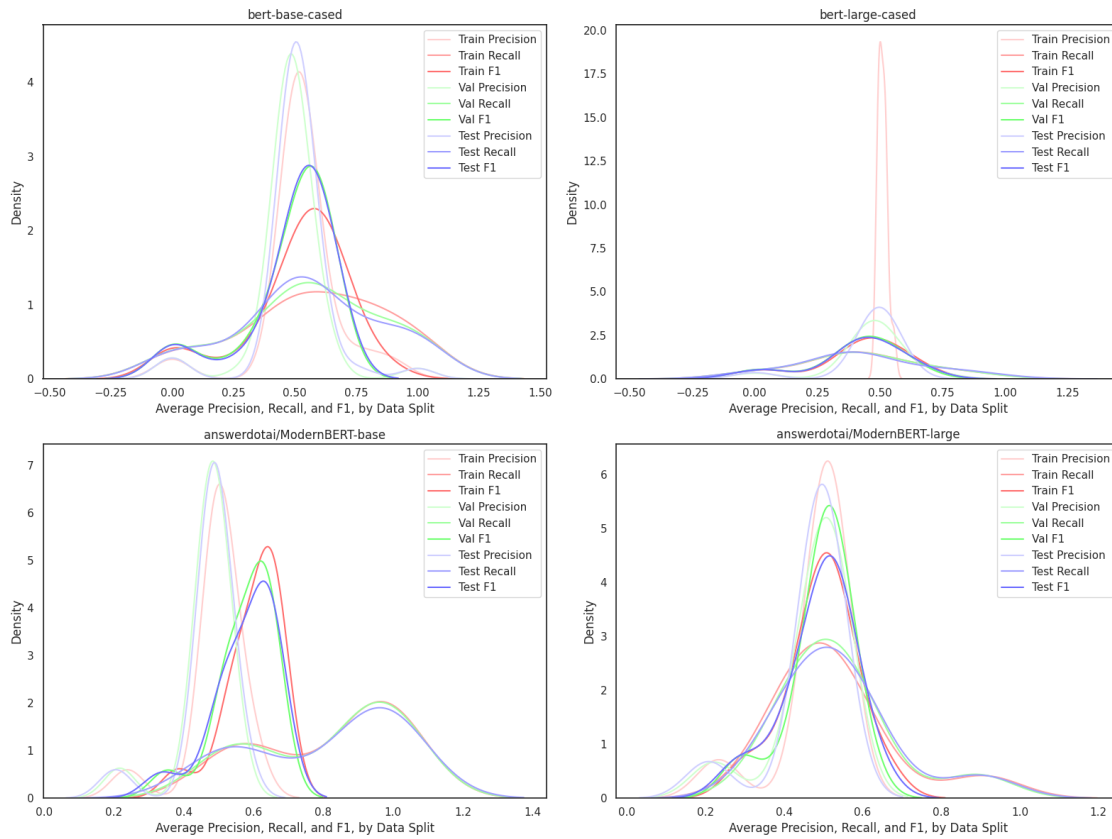 bert-base-cased
Density
4
3
2
1
0
Train Precision
Train Recall
Train F1
Val Precision
Val Recall
Val F1
Test Precision
Test Recall
Test F1
−0.50 −0.25 0.00 0.25 0.50 0.75 1.00 1.25 1.50
Average Precision, Recall, and F1, by Data Split
bert-large-cased
Density
20.0
17.5
15.0
12.5
10.0
7.5
5.0
2.5
0.0
Train Precision
Train Recall
Train F1
Val Precision
Val Recall
Val F1
Test Precision
Test Recall
Test F1
−0.50 −0.25 0.00 0.25 0.50 0.75 1.00 1.25
Average Precision, Recall, and F1, by Data Split
answerdotai/ModernBERT-base
Density
7
6
5
4
3
2
1
0
Train Precision
Train Recall
Train F1
Val Precision
Val Recall
Val F1
Test Precision
Test Recall
Test F1
0.0 0.2 0.4 0.6 0.8 1.0 1.2 1.4
Average Precision, Recall, and F1, by Data Split
answerdotai/ModernBERT-large
Density
6
5
4
3
2
1
0
Train Precision
Train Recall
Train F1
Val Precision
Val Recall
Val F1
Test Precision
Test Recall
Test F1
0.0 0.2 0.4 0.6 0.8 1.0 1.2
Average Precision, Recall, and F1, by Data Split